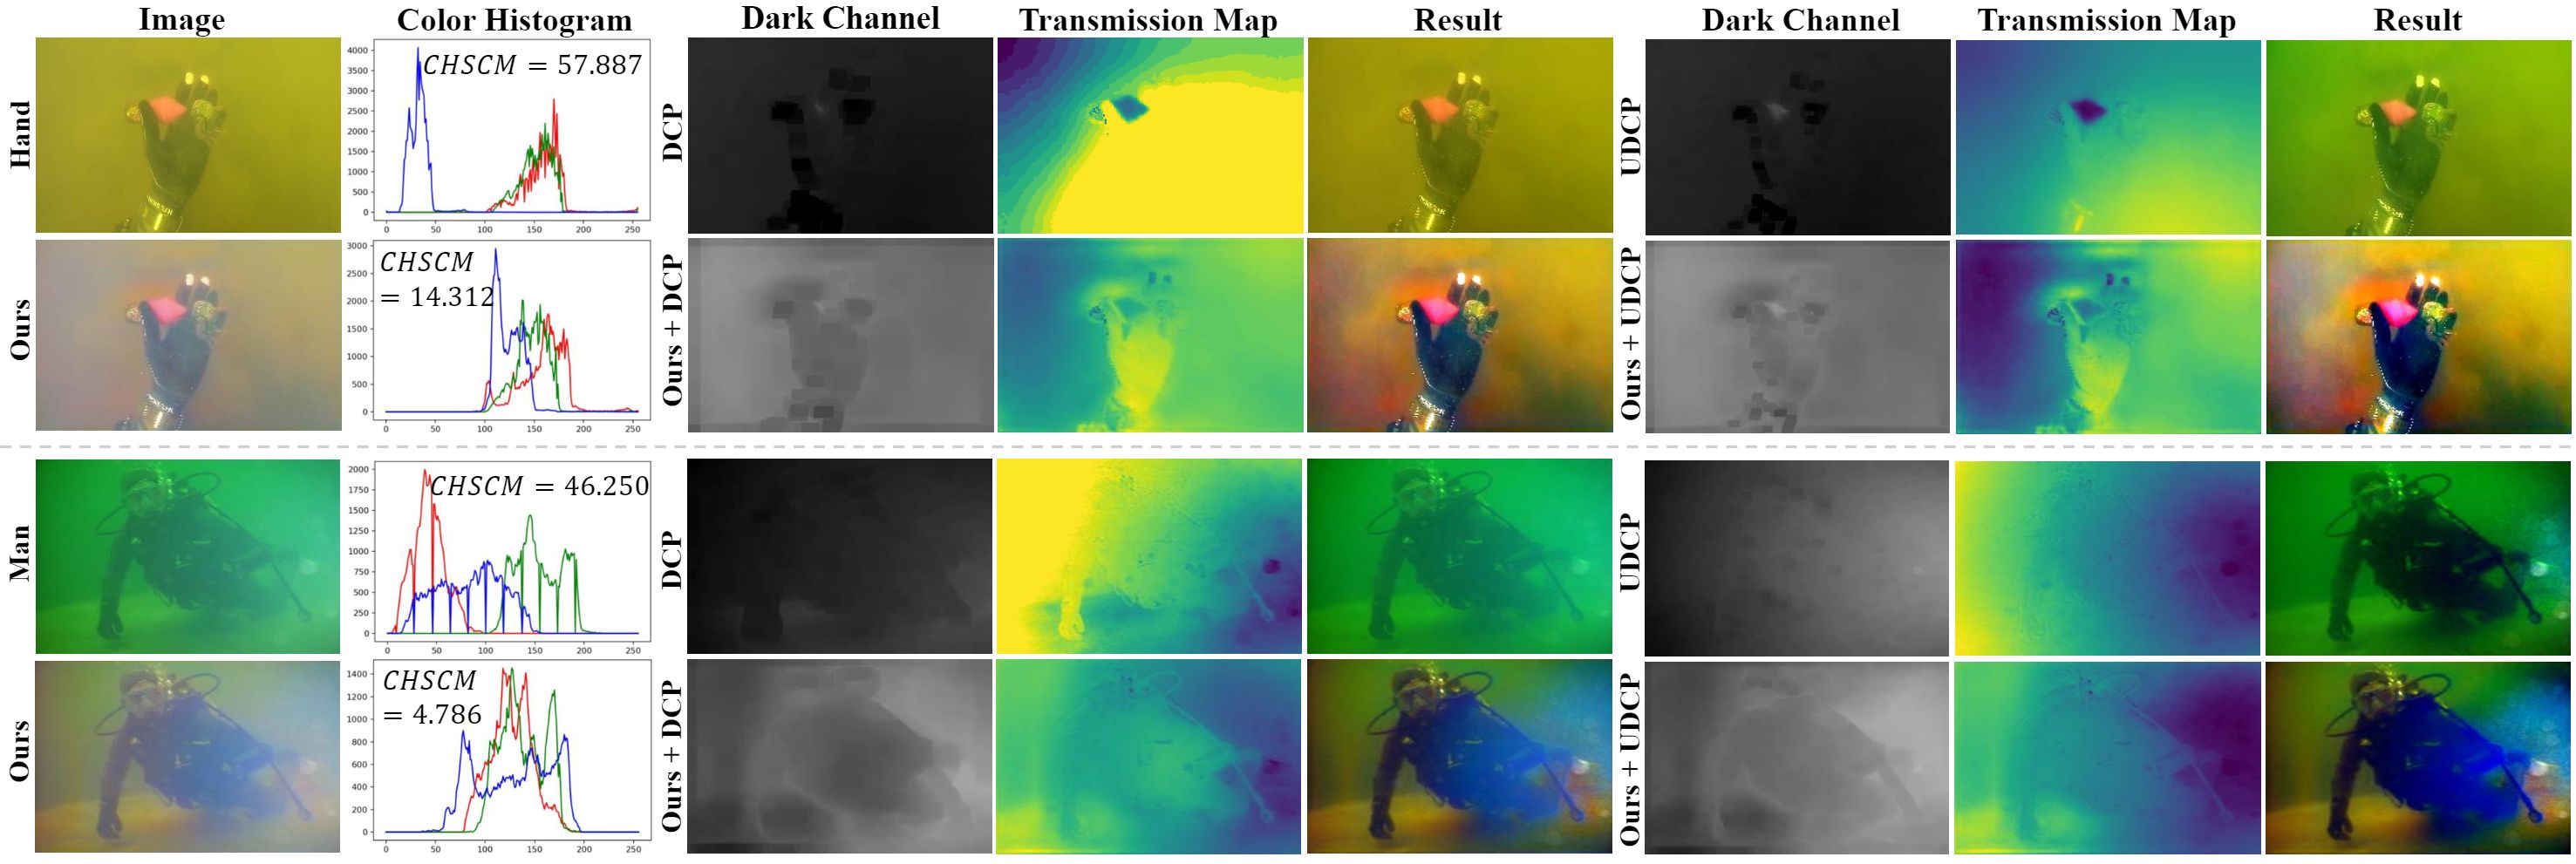 Image Color Histogram Dark Channel Transmission Map Result Dark Channel Transmission Map Result
Hand
4000
3500
3000
2500
2000
1500
1000
500
0
0 50 100 150 200 250
CHSCM = 57.887
DCP
UDCP
Ours
3000
2500
2000
1500
1000
500
0
0 50 100 150 200 250
CHSCM
= 14.312
Ours + DCP
Ours + UDCP
Man
2000
1750
1500
1250
1000
750
500
250
0
0 50 100 150 200 250
CHSCM = 46.250
DCP
UDCP
Ours
1400
1200
1000
800
600
400
200
0
0 50 100 150 200 250
CHSCM
= 4.786
Ours + DCP
Ours + UDCP